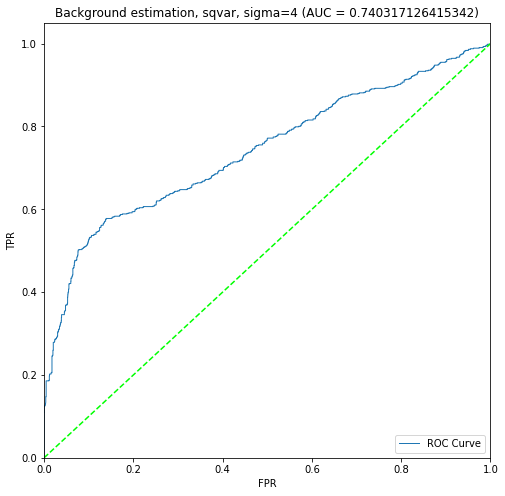 Background estimation, sqvar, sigma=4 (AUC = 0.740317126415342)
1.0
0.8
0.6
0.4
0.2
0.0
TPR
0.0 0.2 0.4 0.6 0.8 1.0
FPR
ROC Curve